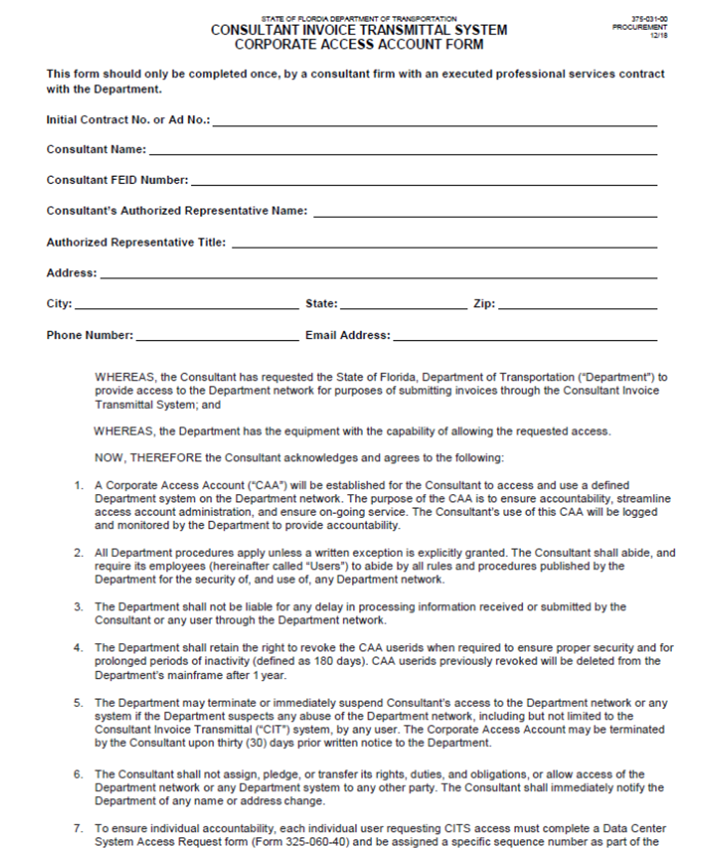 STATE OF FLORDIA DEPARTMENT OF TRANSPORTATION
375-031-00
CONSULTANT INVOICE TRANSMITTAL SYSTEM
PROCUREMENT
12/18
CORPORATE ACCESS ACCOUNT FORM
This form should only be completed once, by a consultant firm with an executed professional services contract
with the Department.
Initial Contract No. or Ad No.:
Consultant Name:
Consultant FEID Number:
Consultant's Authorized Representative Name:
Authorized Representative Title:
Address:
City: State: Zip:
Phone Number: Email Address:
WHEREAS, the Consultant has requested the State of Florida, Department of Transportation ("Department") to
provide access to the Department network for purposes of submitting invoices through the Consultant Invoice
Transmittal System; and
WHEREAS, the Department has the equipment with the capability of allowing the requested access.
NOW, THEREFORE the Consultant acknowledges and agrees to the following:
1. A Corporate Access Account ("CAA") will be established for the Consultant to access and use a defined
Department system on the Department network. The purpose of the CAA is to ensure accountability, streamline
access account administration, and ensure on-going service. The Consultant's use of this CAA will be logged
and monitored by the Department to provide accountability.
2. All Department procedures apply unless a written exception is explicitly granted. The Consultant shall abide, and
require its employees (hereinafter called "Users") to abide by all rules and procedures published by the
Department for the security of, and use of, any Department network.
3. The Department shall not be liable for any delay in processing information received or submitted by the
Consultant or any user through the Department network.
4. The Department shall retain the right to revoke the CAA userids when required to ensure proper security and for
prolonged periods of inactivity (defined as 180 days). CAA userids previously revoked will be deleted from the
Department's mainframe after 1 year.
5. The Department may terminate or immediately suspend Consultant's access to the Department network or any
system if the Department suspects any abuse of the Department network, including but not limited to the
Consultant Invoice Transmittal ("CIT") system, by any user. The Corporate Access Account may be terminated
by the Consultant upon thirty (30) days prior written notice to the Department.
6. The Consultant shall not assign, pledge, or transfer its rights, duties, and obligations, or allow access of the
Department network or any Department system to any other party. The Consultant shall immediately notify the
Department of any name or address change.
7. To ensure individual accountability, each individual user requesting CITS access must complete a Data Center
System Access Request form (Form 325-060-40) and be assigned a specific sequence number as part of the